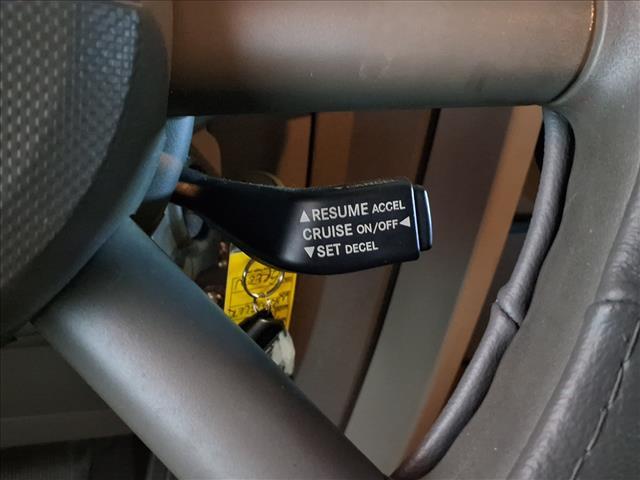 ▲RESUME ACCEL
CRUISE ON/OFF◀
▼SET DECEL